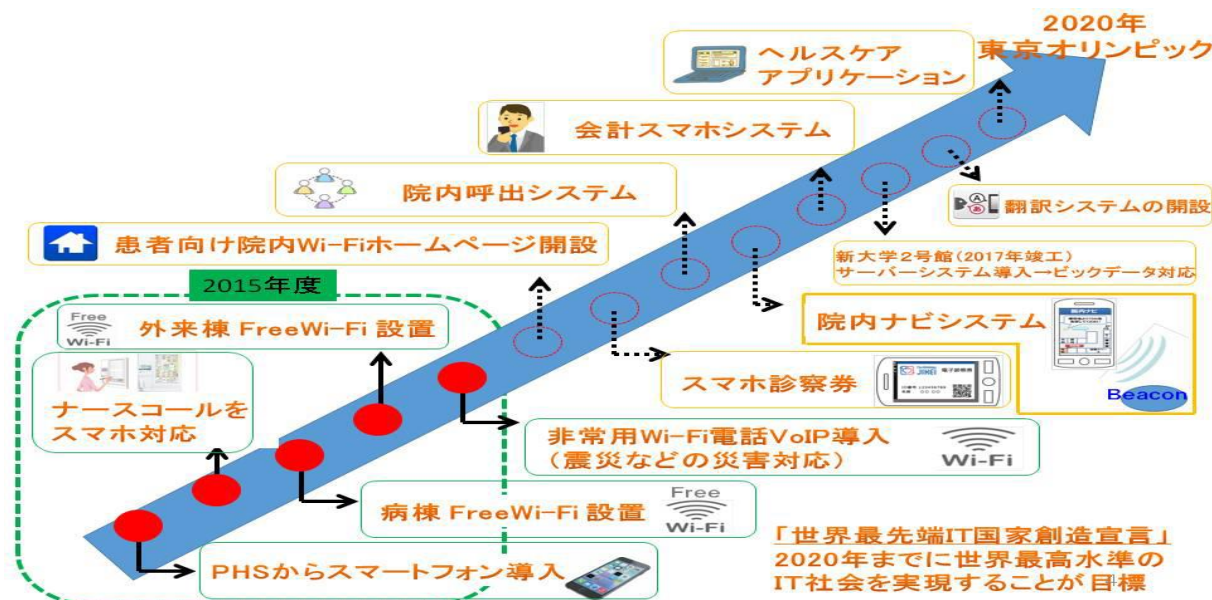 2020年
東京オリンピック
ヘルスケア
アプリケーション
会計スマホシステム
院内呼出システム
翻訳システムの開設
患者向け院内Wi-Fiホームページ開設
新大学2号館(2017年竣工)
サーバーシステム導入→ビックデータ対応
2015年度
Free
Wi-Fi
外来棟 FreeWi-Fi 設置
院内ナビシステム
院内ナビ
Beacon
スマホ診察券
JIKEI
電子診察券
ナースコールを
スマホ対応
非常用Wi-Fi電話VoIP導入
(震災などの災害対応)
Wi-Fi
病棟 FreeWi-Fi 設置
Free
Wi-Fi
PHSからスマートフォン導入
「世界最先端IT国家創造宣言」
2020年までに世界最高水準の
IT社会を実現することが目標
4